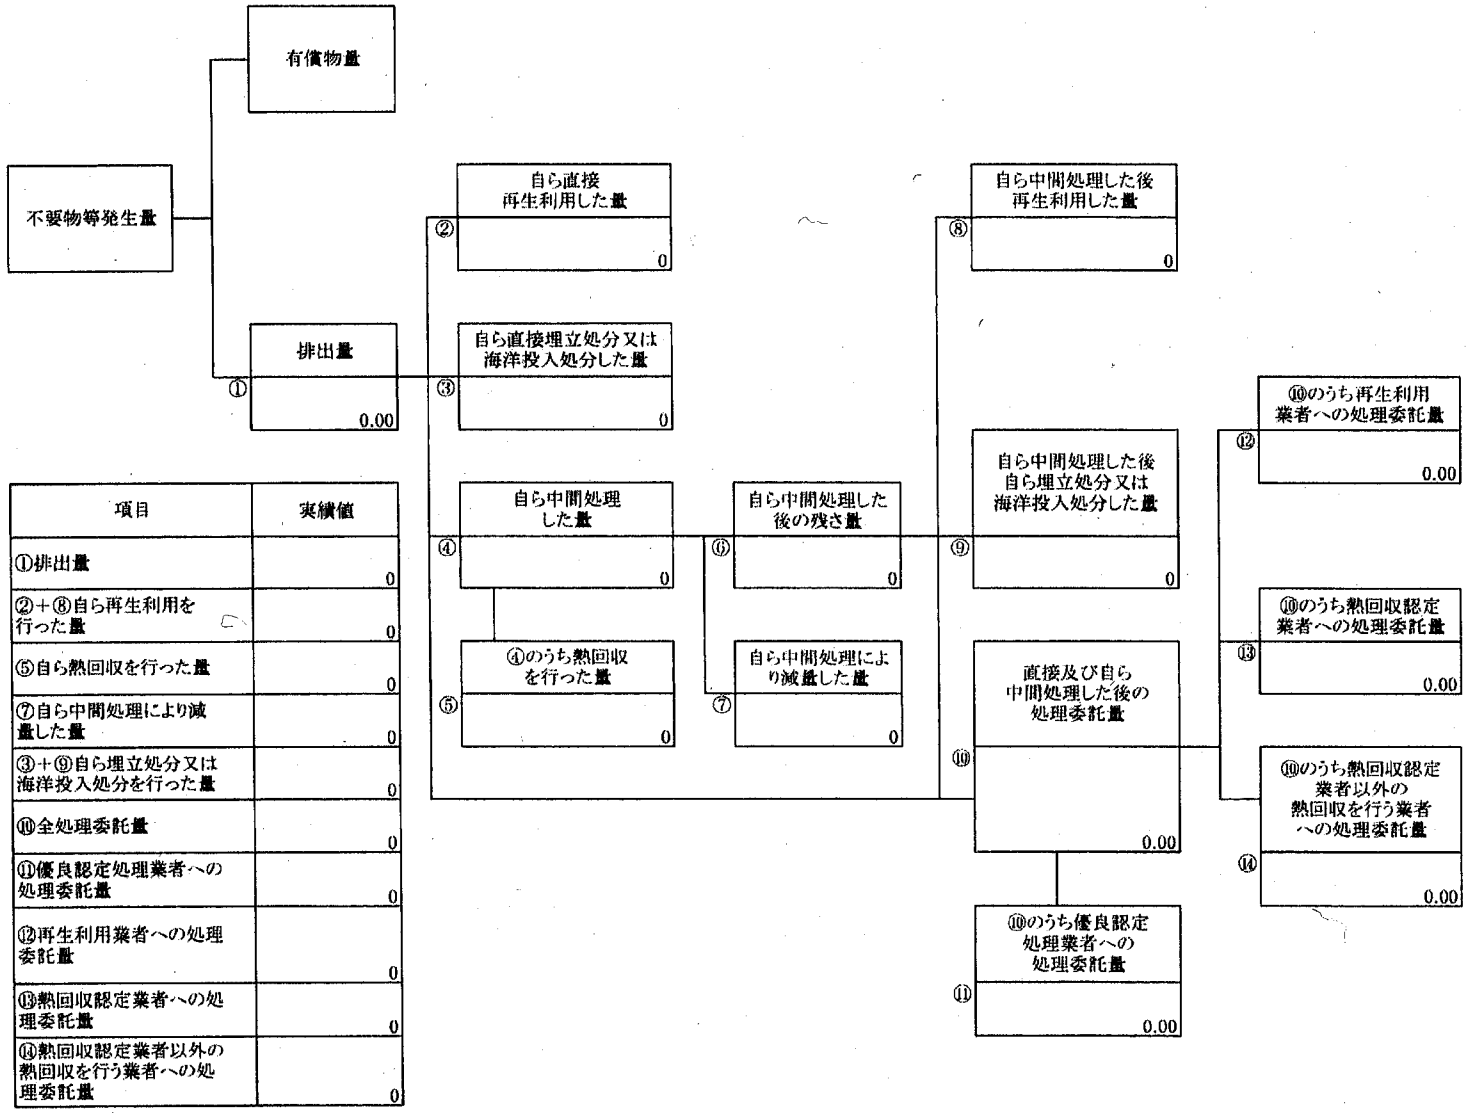 有償物量
不要物等発生量
排出量
①
0.00
自ら直接
再生利用した量
②
0
自ら直接埋立処分又は
海洋投入処分した量
③
0
自ら中間処理
した量
④
0
④のうち熱回収
を行った量
⑤
0
自ら中間処理した
後の残さ量
⑥
0
自ら中間処理によ
り減量した量
⑦
0
自ら中間処理した後
再生利用した量
⑧
0
自ら中間処理した後
自ら埋立処分又は
海洋投入処分した量
⑨
0
直接及び自ら
中間処理した後の
処理委託量
⑩
0.00
⑩のうち優良認定
処理業者への
処理委託量
⑪
0.00
⑩のうち再生利用
業者への処理委託量
⑫
0.00
⑩のうち熱回収認定
業者への処理委託量
⑬
0.00
⑩のうち熱回収認定
業者以外の
熱回収を行う業者
への処理委託量
⑭
0.00
項目 実績値
①排出量
0
②+⑧自ら再生利用を
行った量
0
⑤自ら熱回収を行った量
0
⑦自ら中間処理により減
量した量
0
③+⑨自ら埋立処分又は
海洋投入処分を行った量
0
⑩全処理委託量
0
⑪優良認定処理業者への
処理委託量
0
⑫再生利用業者への処理
委託量
0
⑬熱回収認定業者への処
理委託量
0
⑭熱回収認定業者以外の
熱回収を行う業者への処
理委託量
0